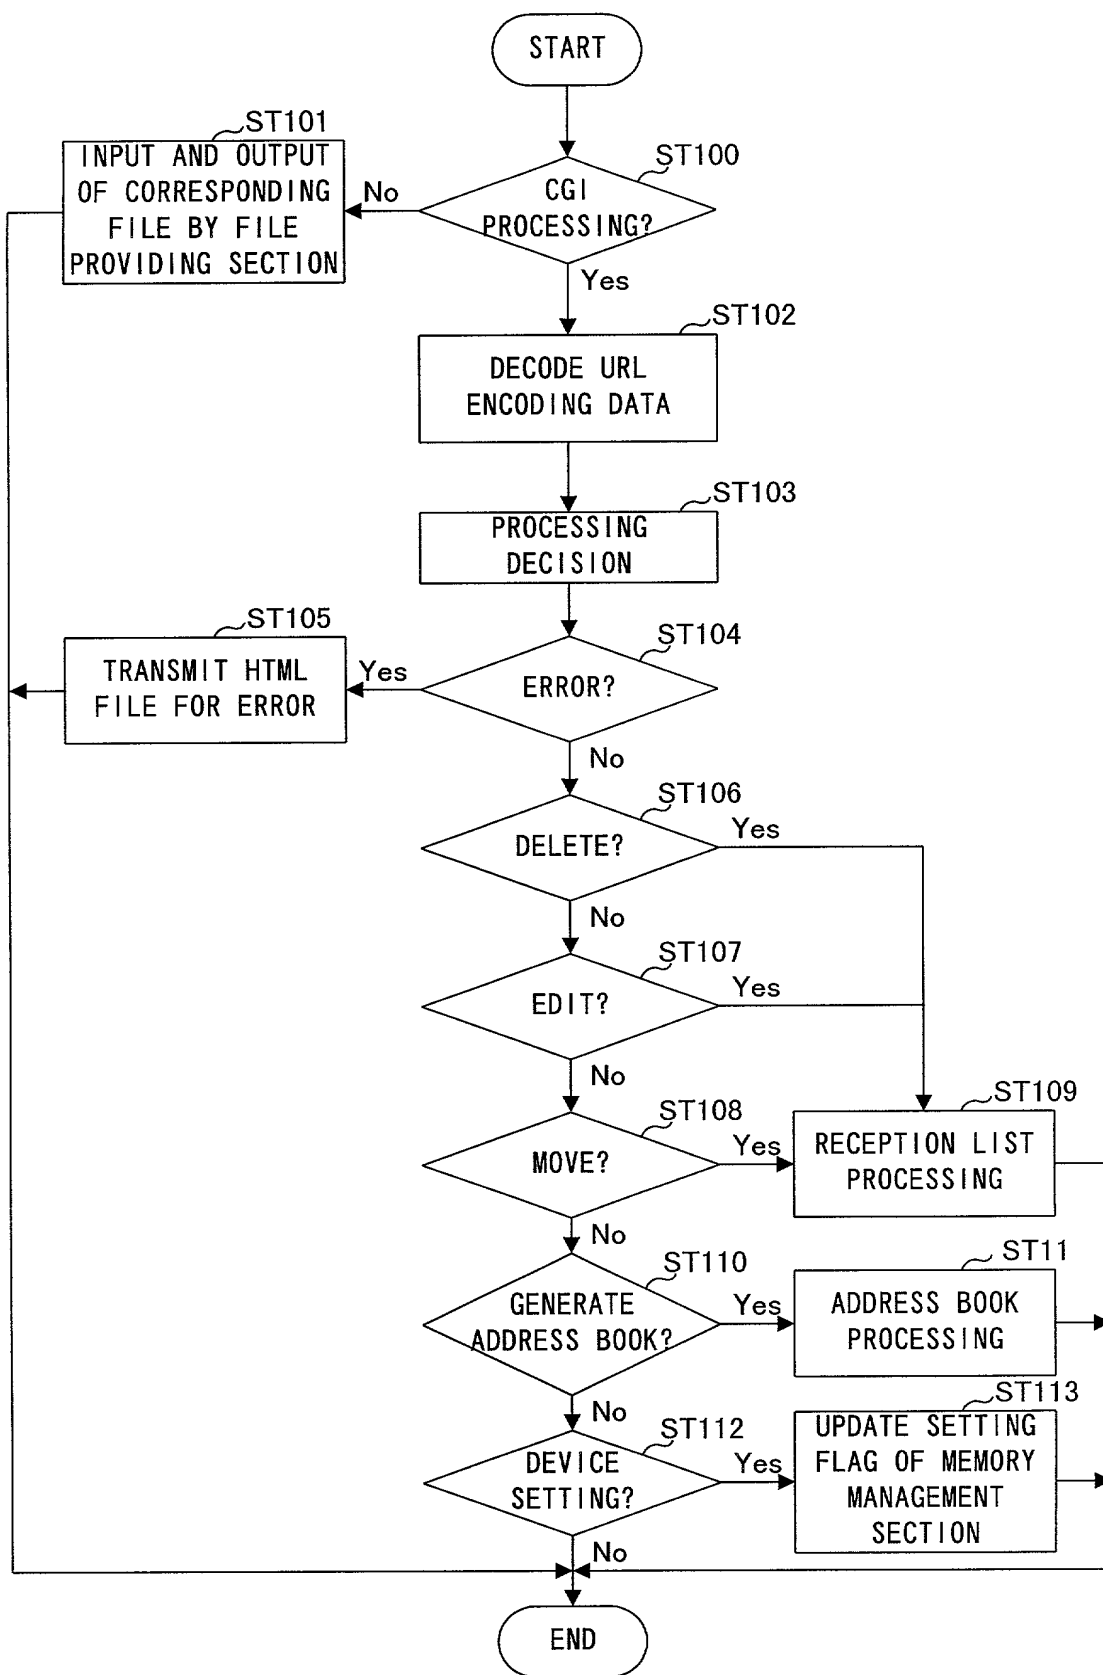 START
ST101
INPUT AND OUTPUT
OF CORRESPONDING
FILE BY FILE
PROVIDING SECTION
No
ST100
CGI
PROCESSING?
Yes
ST102
DECODE URL
ENCODING DATA
ST103
PROCESSING
DECISION
ST105
TRANSMIT HTML
FILE FOR ERROR
Yes
ST104
ERROR?
No
ST106
DELETE?
Yes
No
ST107
EDIT?
Yes
No
ST108
MOVE?
Yes
ST109
RECEPTION LIST
PROCESSING
No
ST110
GENERATE
ADDRESS BOOK?
Yes
ST11
ADDRESS BOOK
PROCESSING
No
ST112
DEVICE
SETTING?
Yes
ST113
UPDATE SETTING
FLAG OF MEMORY
MANAGEMENT
SECTION
No
END